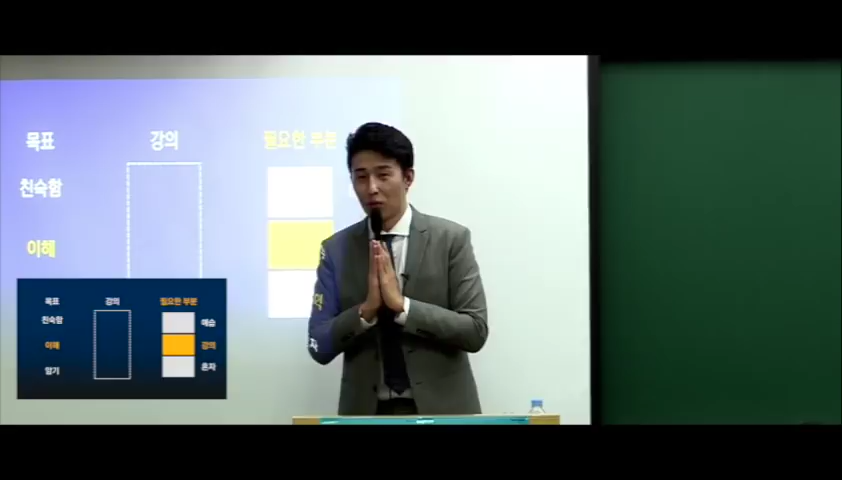 목표 강의 필요한 부분
친숙함
이해
목표 강의 필요한 부분
친숙함 예습
이해 강의
암기 혼자